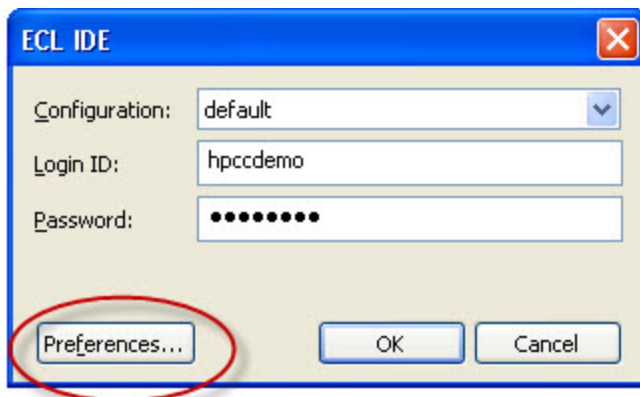 ECL IDE
Configuration: default
Login ID: hpccdemo
Password: ••••••••
Preferences... OK Cancel